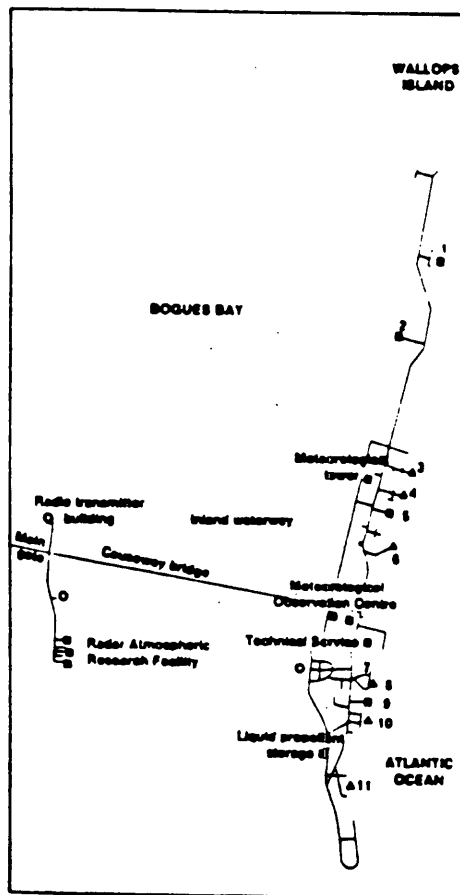 WALLOPS
ISLAND
1
BOGUES BAY
2
Meteorological
tower
3
4
5
Radio transmitter
building
Inland waterway
6
Main
gate
Causeway bridge
Meteorological
Observation Centre
Technical Service
Radar Atmospheric
Research Facility
7
8
9
10
Liquid propellant
storage
ATLANTIC
OCEAN
11